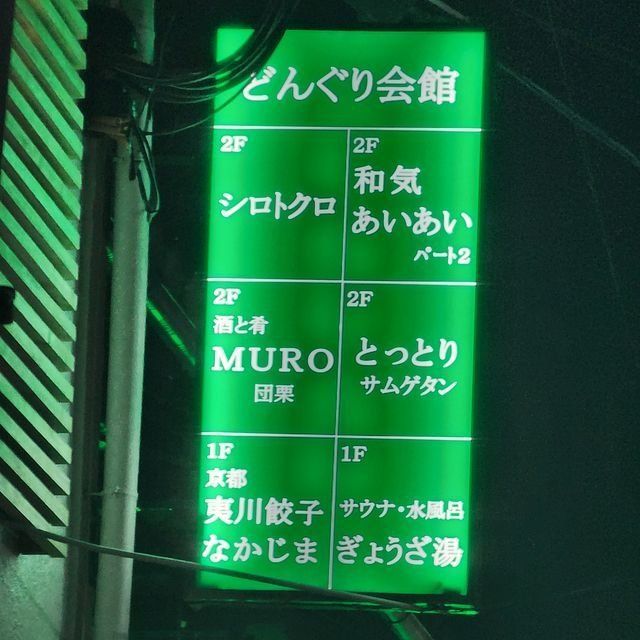 どんぐり会館
2F
シロトクロ
2F
和気
あいあい
パート2
2F
酒と肴
MURO
団栗
2F
とっとり
サムゲタン
1F
京都
夷川餃子
なかじま
1F
サウナ・水風呂
ぎょうざ湯